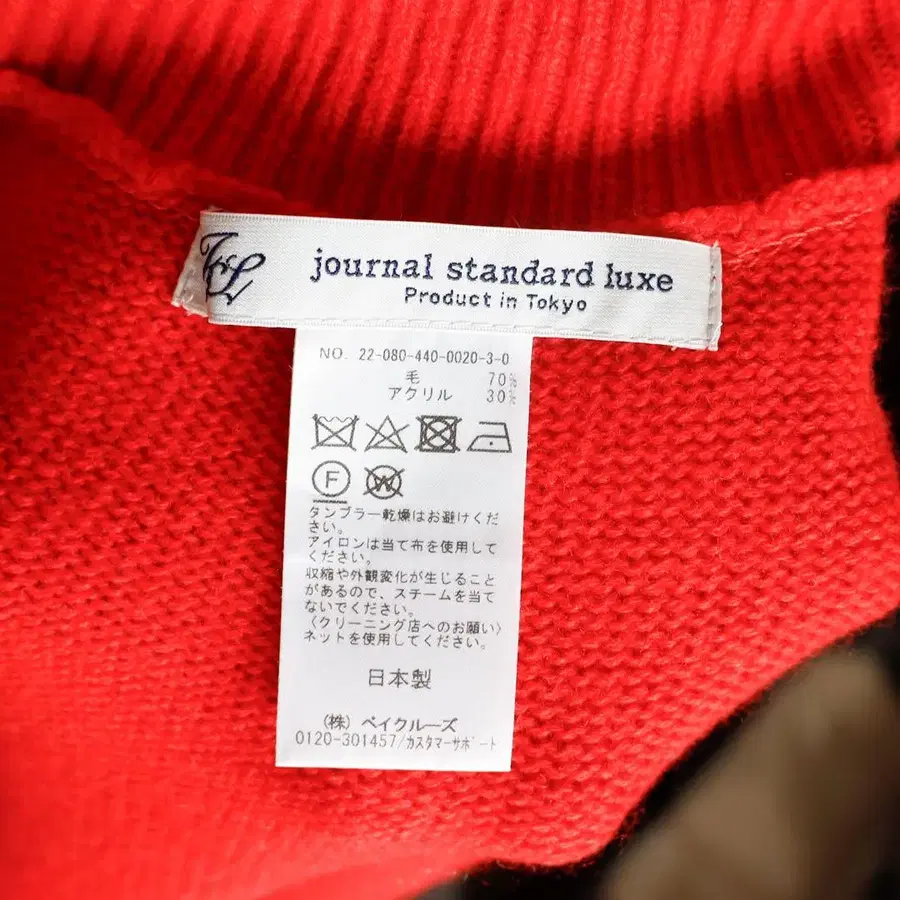 journal standard luxe
Product in Tokyo
NO. 22-080-440-0020-3-0
毛 70%
アクリル 30%
F
W
タンブラー乾燥はお避けくだ
さい。
アイロンは当て布を使用して
ください。
収縮や外観変化が生じること
があるので、スチームを当て
ないでください。
〈クリーニング店へのお願い〉
ネットを使用してください。
日本製
(株) ベイクルーズ
0120-301457/カスタマーサポート